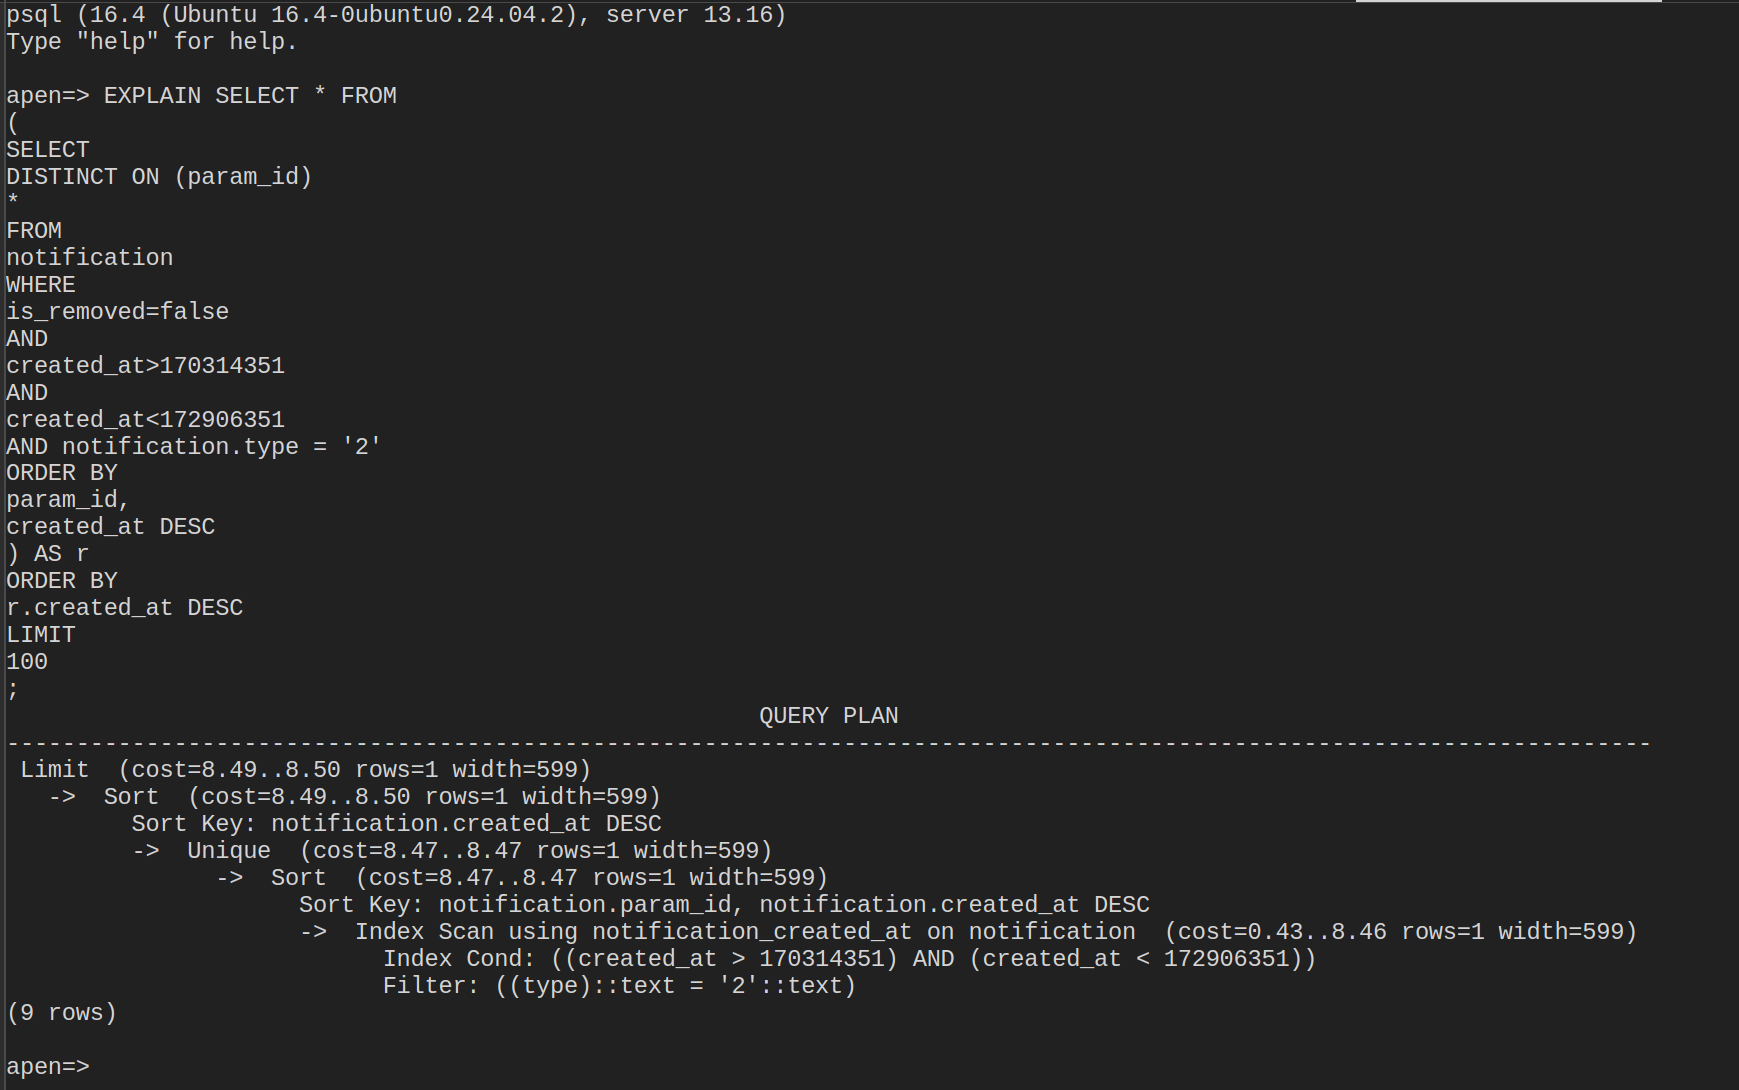 psql (16.4 (Ubuntu 16.4-0ubuntu0.24.04.2), server 13.16)
Type "help" for help.

apen=> EXPLAIN SELECT * FROM
(
SELECT
DISTINCT ON (param_id)
*
FROM
notification
WHERE
is_removed=false
AND
created_at>170314351
AND
created_at<172906351
AND notification.type = '2'
ORDER BY
param_id,
created_at DESC
) AS r
ORDER BY
r.created_at DESC
LIMIT
100
;
                                                      QUERY PLAN
----------------------------------------------------------------------------------------------------------------------
 Limit  (cost=8.49..8.50 rows=1 width=599)
   ->  Sort  (cost=8.49..8.50 rows=1 width=599)
         Sort Key: notification.created_at DESC
         ->  Unique  (cost=8.47..8.47 rows=1 width=599)
               ->  Sort  (cost=8.47..8.47 rows=1 width=599)
                     Sort Key: notification.param_id, notification.created_at DESC
                     ->  Index Scan using notification_created_at on notification  (cost=0.43..8.46 rows=1 width=599)
                           Index Cond: ((created_at > 170314351) AND (created_at < 172906351))
                           Filter: ((type)::text = '2'::text)
(9 rows)

apen=>